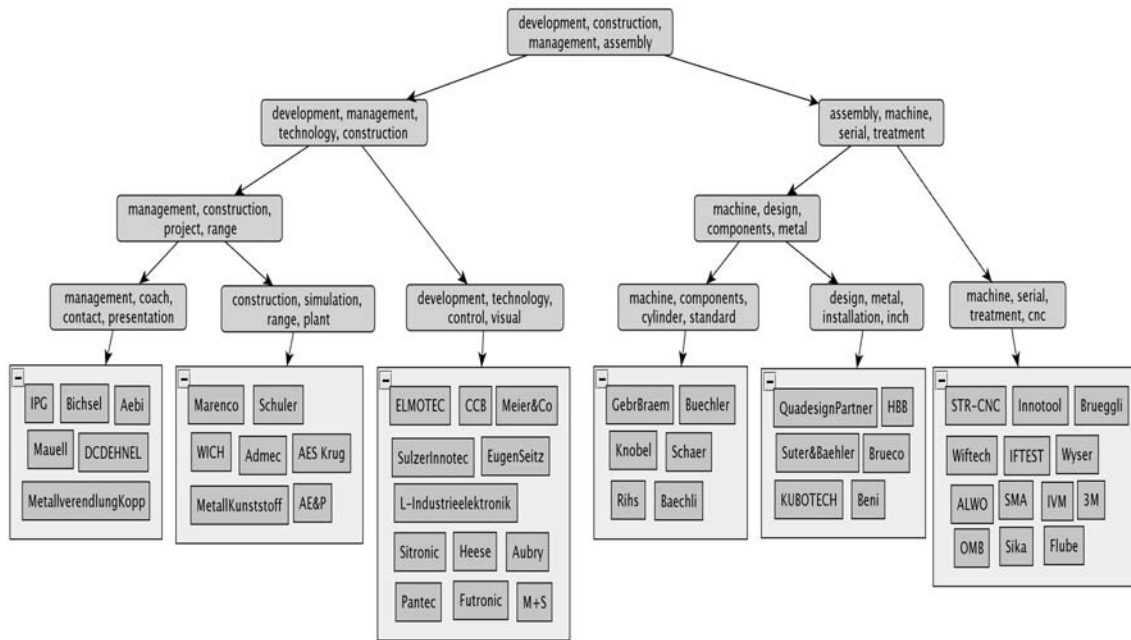 development, construction,
management, assembly
development, management,
technology, construction
assembly, machine,
serial, treatment
management, construction,
project, range
machine, design,
components, metal
management, coach,
contact, presentation
construction, simulation,
range, plant
development, technology,
control, visual
machine, components,
cylinder, standard
design, metal,
installation, inch
machine, serial,
treatment, cnc
IPG Bichsel Aebi
Mauell DCDEHNEL
MetallverendlungKopp
Marenco Schuler
WICH Admec AES Krug
MetallKunststoff AE&P
ELMOTEC CCB Meier&Co
SulzerInnotec EugenSeitz
L-Industrieelektronik
Sitronic Heese Aubry
Pantec Futronic M+S
GebrBraem Buechler
Knobel Schaer
Rihs Baechli
QuadesignPartner HBB
Suter&Baehler Brueco
KUBOTECH Beni
STR-CNC Innotool Brueggli
Wiftech IFTEST Wyser
ALWO SMA IVM 3M
OMB Sika Flube